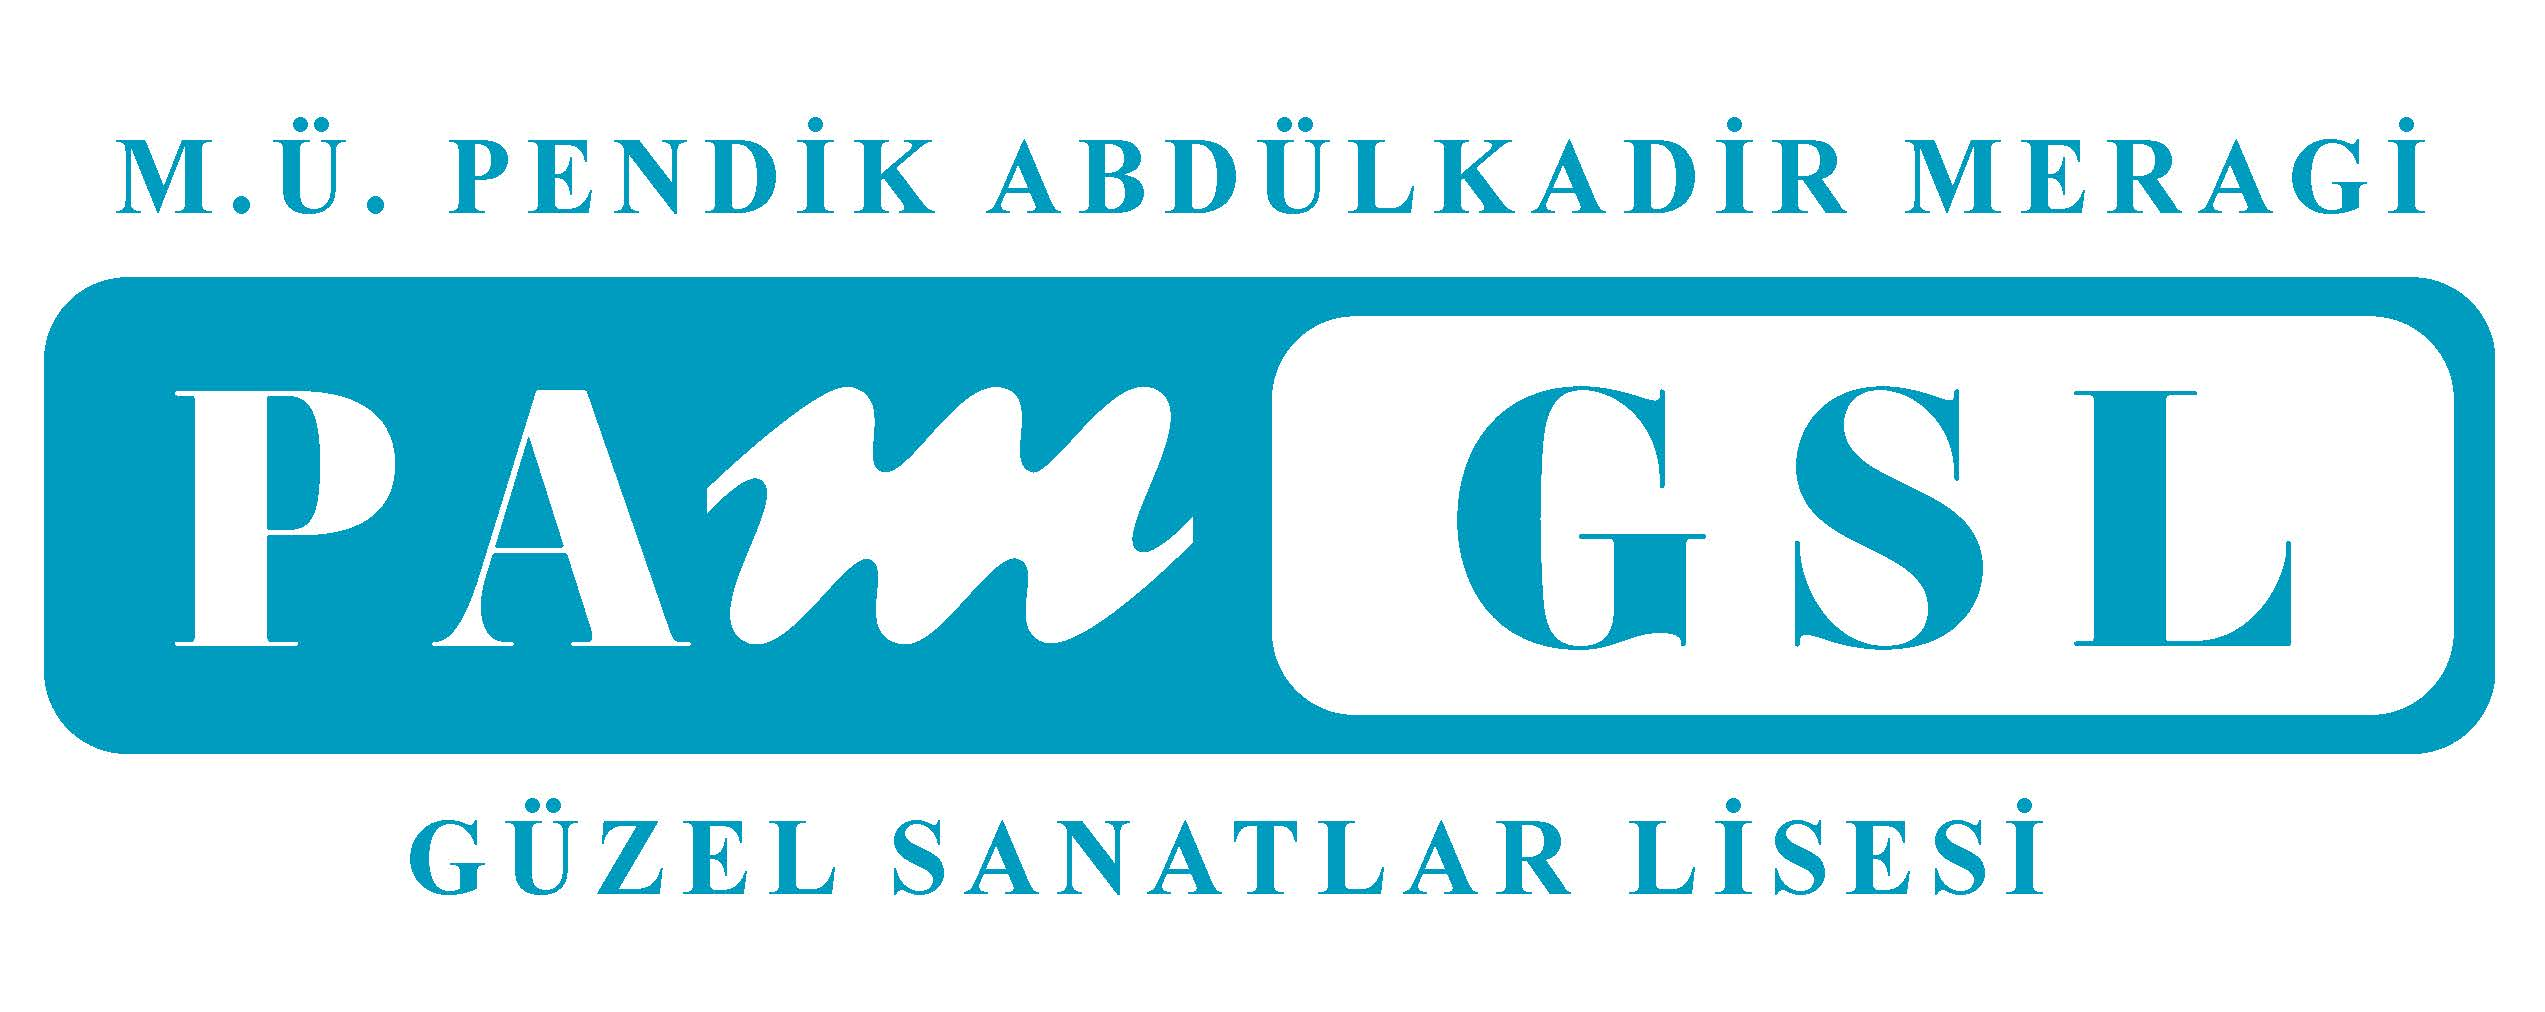 M.Ü. PENDİK ABDÜLKADİR MERAGİ
PAm GSL
GÜZEL SANATLAR LİSESİ